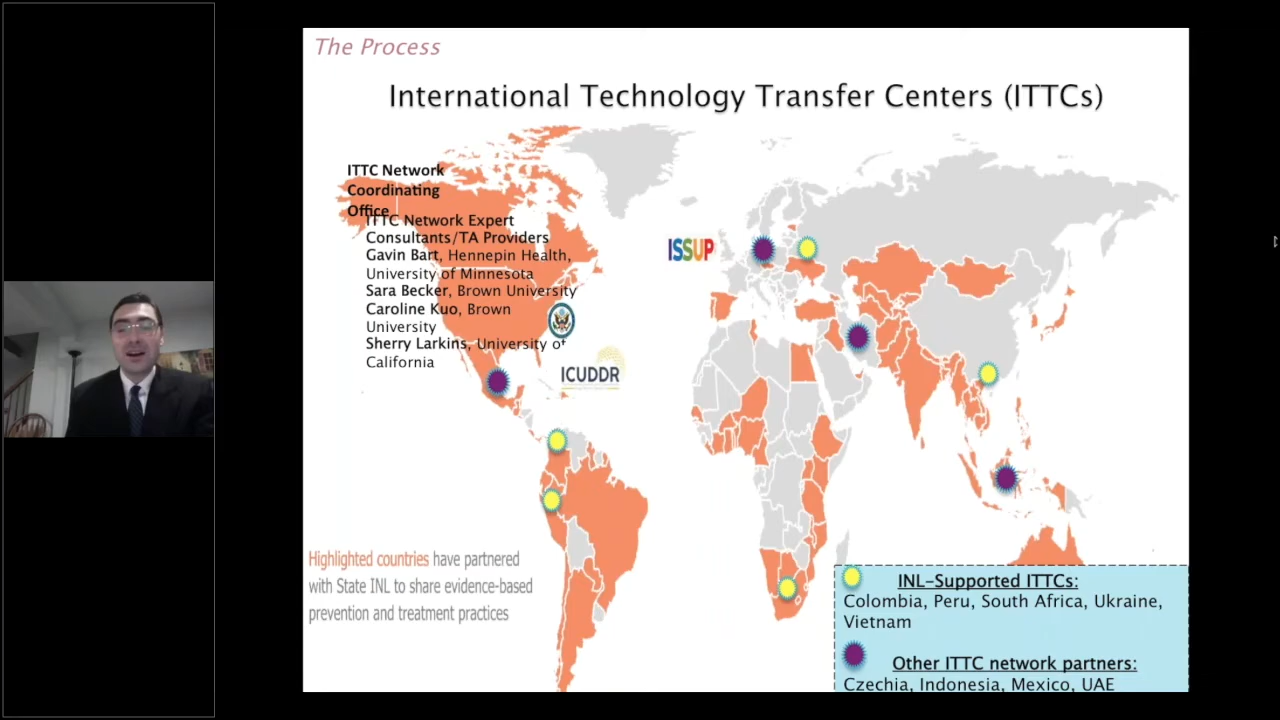 The Process
International Technology Transfer Centers (ITTCs)
ITTC Network
Coordinating
Office
ITTC Network Expert
Consultants/TA Providers
Gavin Bart, Hennepin Health,
University of Minnesota
Sara Becker, Brown University
Caroline Kuo, Brown
University
Sherry Larkins, University of
California
ISSUP
ICUDDR
Highlighted countries have partnered
with State INL to share evidence-based
prevention and treatment practices
INL-Supported ITTCs:
Colombia, Peru, South Africa, Ukraine,
Vietnam
Other ITTC network partners:
Czechia, Indonesia, Mexico, UAE